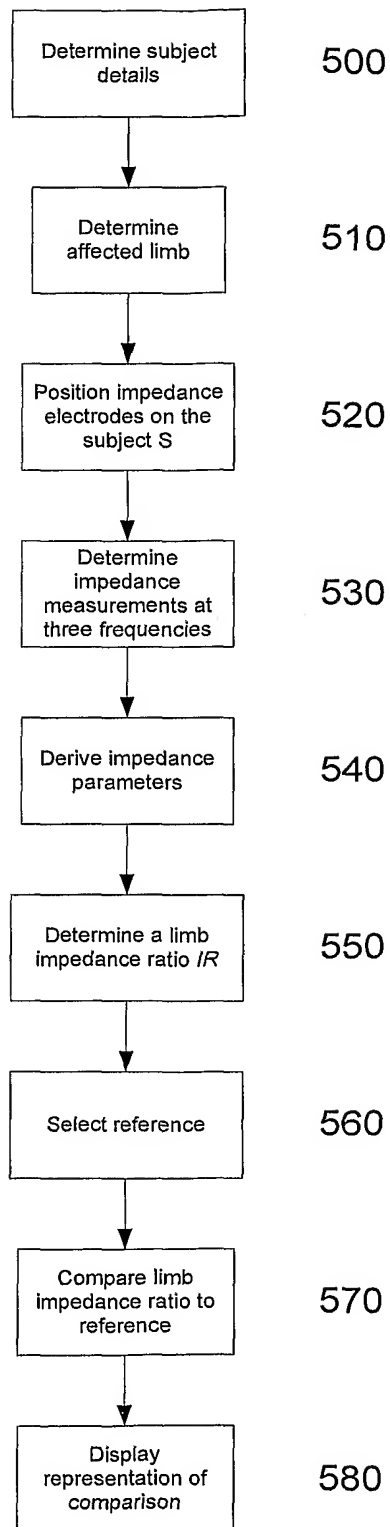 Determine subject
details
500
Determine
affected limb
510
Position impedance
electrodes on the
subject S
520
Determine
impedance
measurements at
three frequencies
530
Derive impedance
parameters
540
Determine a limb
impedance ratio IR
550
Select reference
560
Compare limb
impedance ratio to
reference
570
Display
representation of
comparison
580